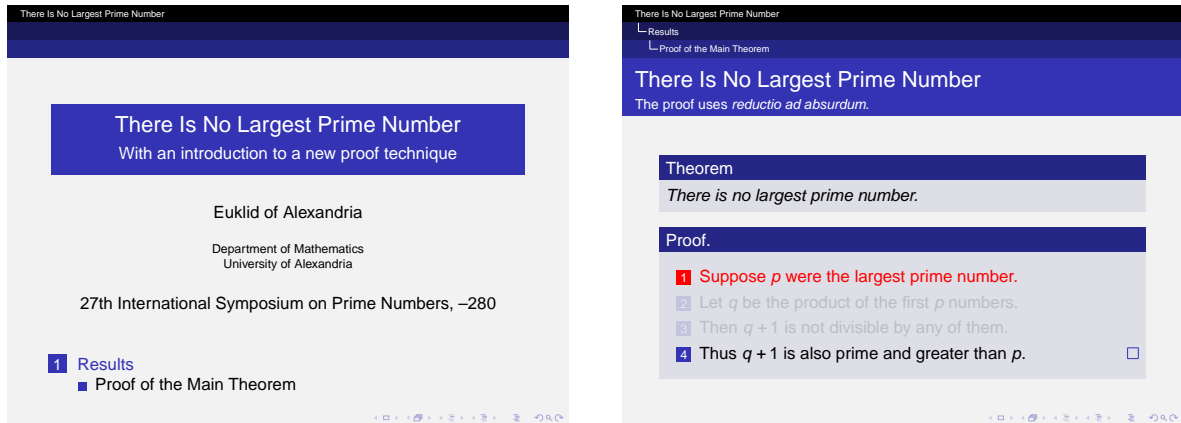 There Is No Largest Prime Number
There Is No Largest Prime Number
With an introduction to a new proof technique
Euklid of Alexandria
Department of Mathematics
University of Alexandria
27th International Symposium on Prime Numbers, –280
1 Results
Proof of the Main Theorem
There Is No Largest Prime Number
Results
Proof of the Main Theorem
There Is No Largest Prime Number
The proof uses reductio ad absurdum.
Theorem
There is no largest prime number.
Proof.
1 Suppose p were the largest prime number.
2 Let q be the product of the first p numbers.
3 Then q + 1 is not divisible by any of them.
4 Thus q + 1 is also prime and greater than p.